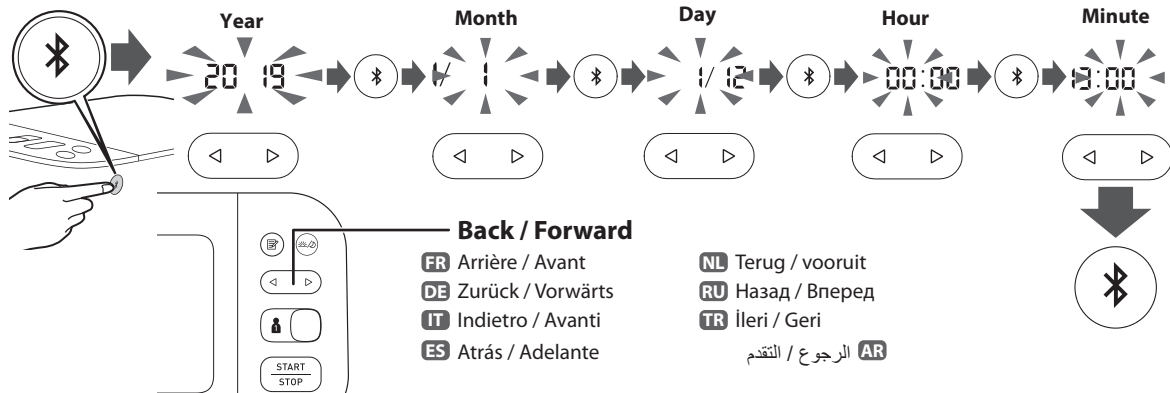 Year
Month
Day
Hour
Minute
20 19
1/ 1
1/ 12
00:00
13:00
Back / Forward
FR Arrière / Avant
DE Zurück / Vorwärts
IT Indietro / Avanti
ES Atrás / Adelante
NL Terug / vooruit
RU Назад / Вперед
TR İleri / Geri
AR الرجوع / التقدم
START
STOP